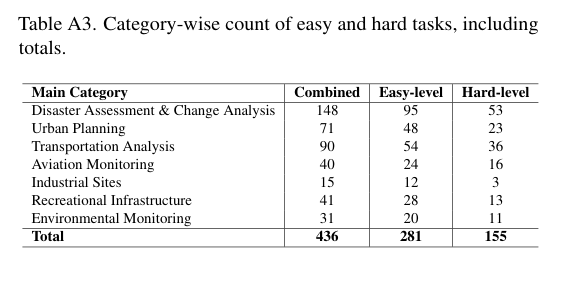 Table A3. Category-wise count of easy and hard tasks, including
totals.
Main Category Combined Easy-level Hard-level
Disaster Assessment & Change Analysis 148 95 53
Urban Planning 71 48 23
Transportation Analysis 90 54 36
Aviation Monitoring 40 24 16
Industrial Sites 15 12 3
Recreational Infrastructure 41 28 13
Environmental Monitoring 31 20 11
Total 436 281 155